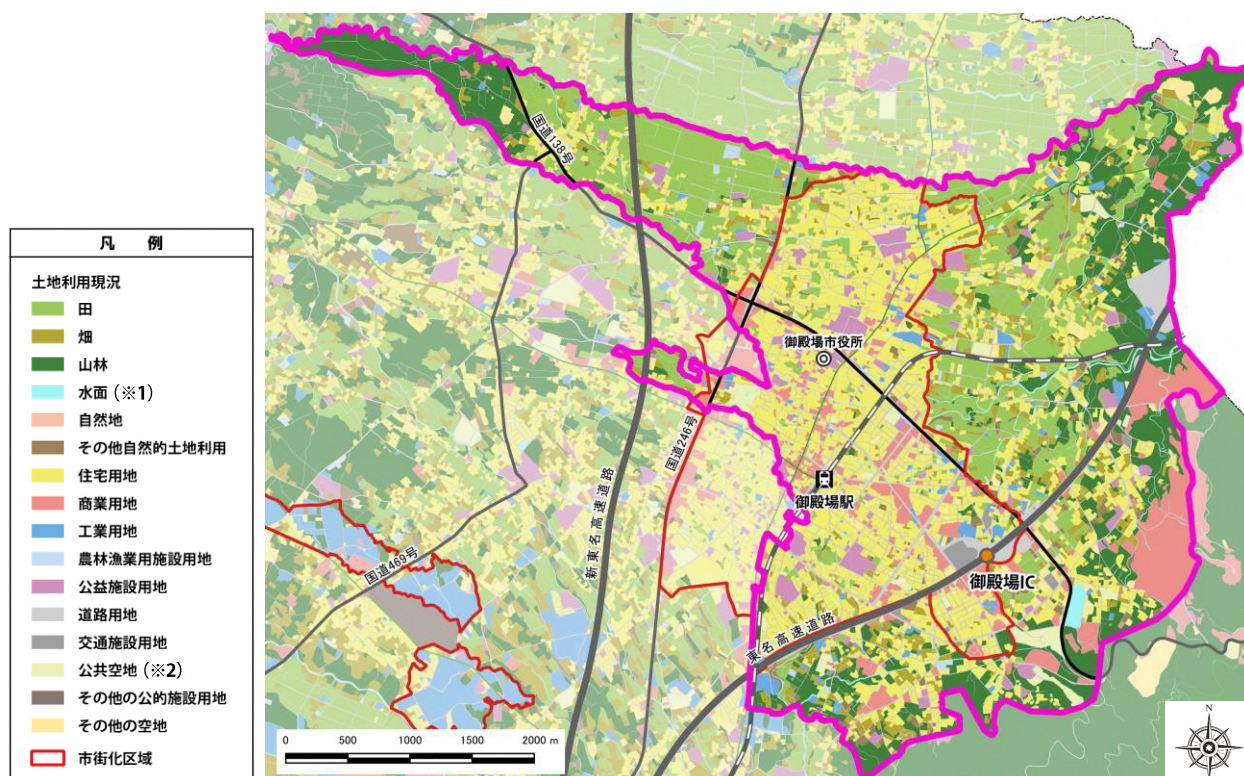 凡 例
土地利用現況
田
畑
山林
水面(※1)
自然地
その他自然的土地利用
住宅用地
商業用地
工業用地
農林漁業用施設用地
公益施設用地
道路用地
交通施設用地
公共空地(※2)
その他の公的施設用地
その他の空地
市街化区域
国道138号
御殿場市役所
国道246号
御殿場駅
新東名高速道路
国道469号
御殿場IC
東名高速道路
0 500 1000 1500 2000 m
N